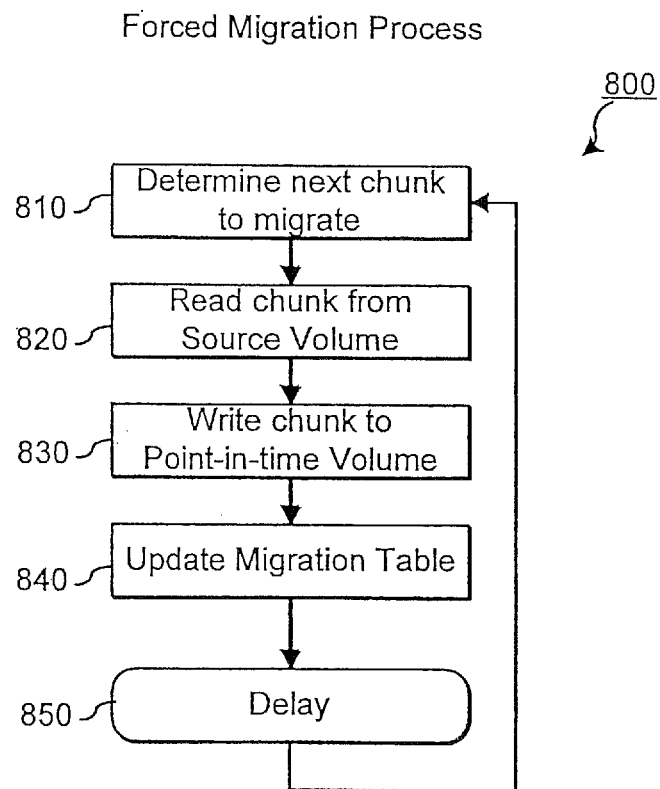 Forced Migration Process
800
810
Determine next chunk
to migrate
820
Read chunk from
Source Volume
830
Write chunk to
Point-in-time Volume
840
Update Migration Table
850
Delay